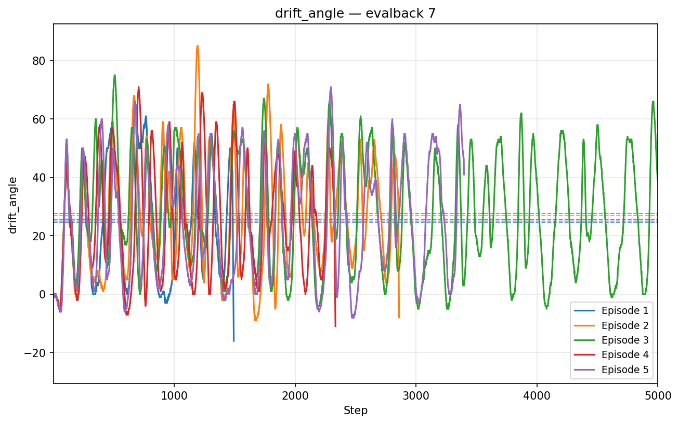 drift_angle — evalback 7
drift_angle
80
60
40
20
0
−20
1000
2000
3000
4000
5000
Step
Episode 1
Episode 2
Episode 3
Episode 4
Episode 5